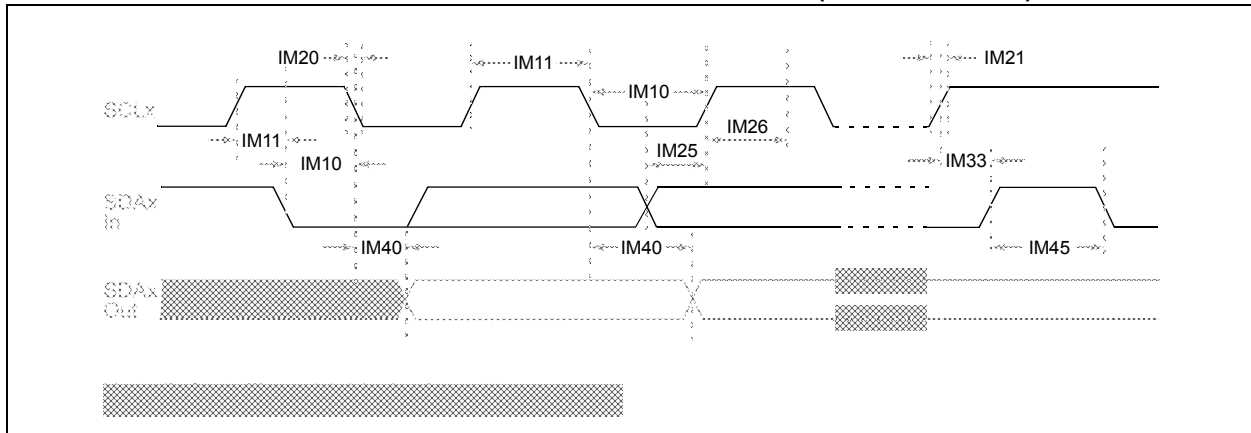 IM20
IM11
IM21
IM10
SCLx
IM11
IM26
IM10
IM25
IM33
SDAx
In
IM40
IM40
IM45
SDAx
Out